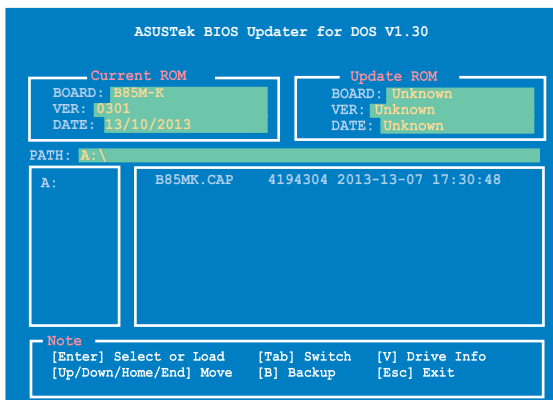 ASUSTek BIOS Updater for DOS V1.30
Current ROM
BOARD: B85M-K
VER: 0301
DATE: 13/10/2013
Update ROM
BOARD: Unknown
VER: Unknown
DATE: Unknown
PATH: A:\
A:
B85MK.CAP 4194304 2013-13-07 17:30:48
Note
[Enter] Select or Load [Tab] Switch [V] Drive Info
[Up/Down/Home/End] Move [B] Backup [Esc] Exit